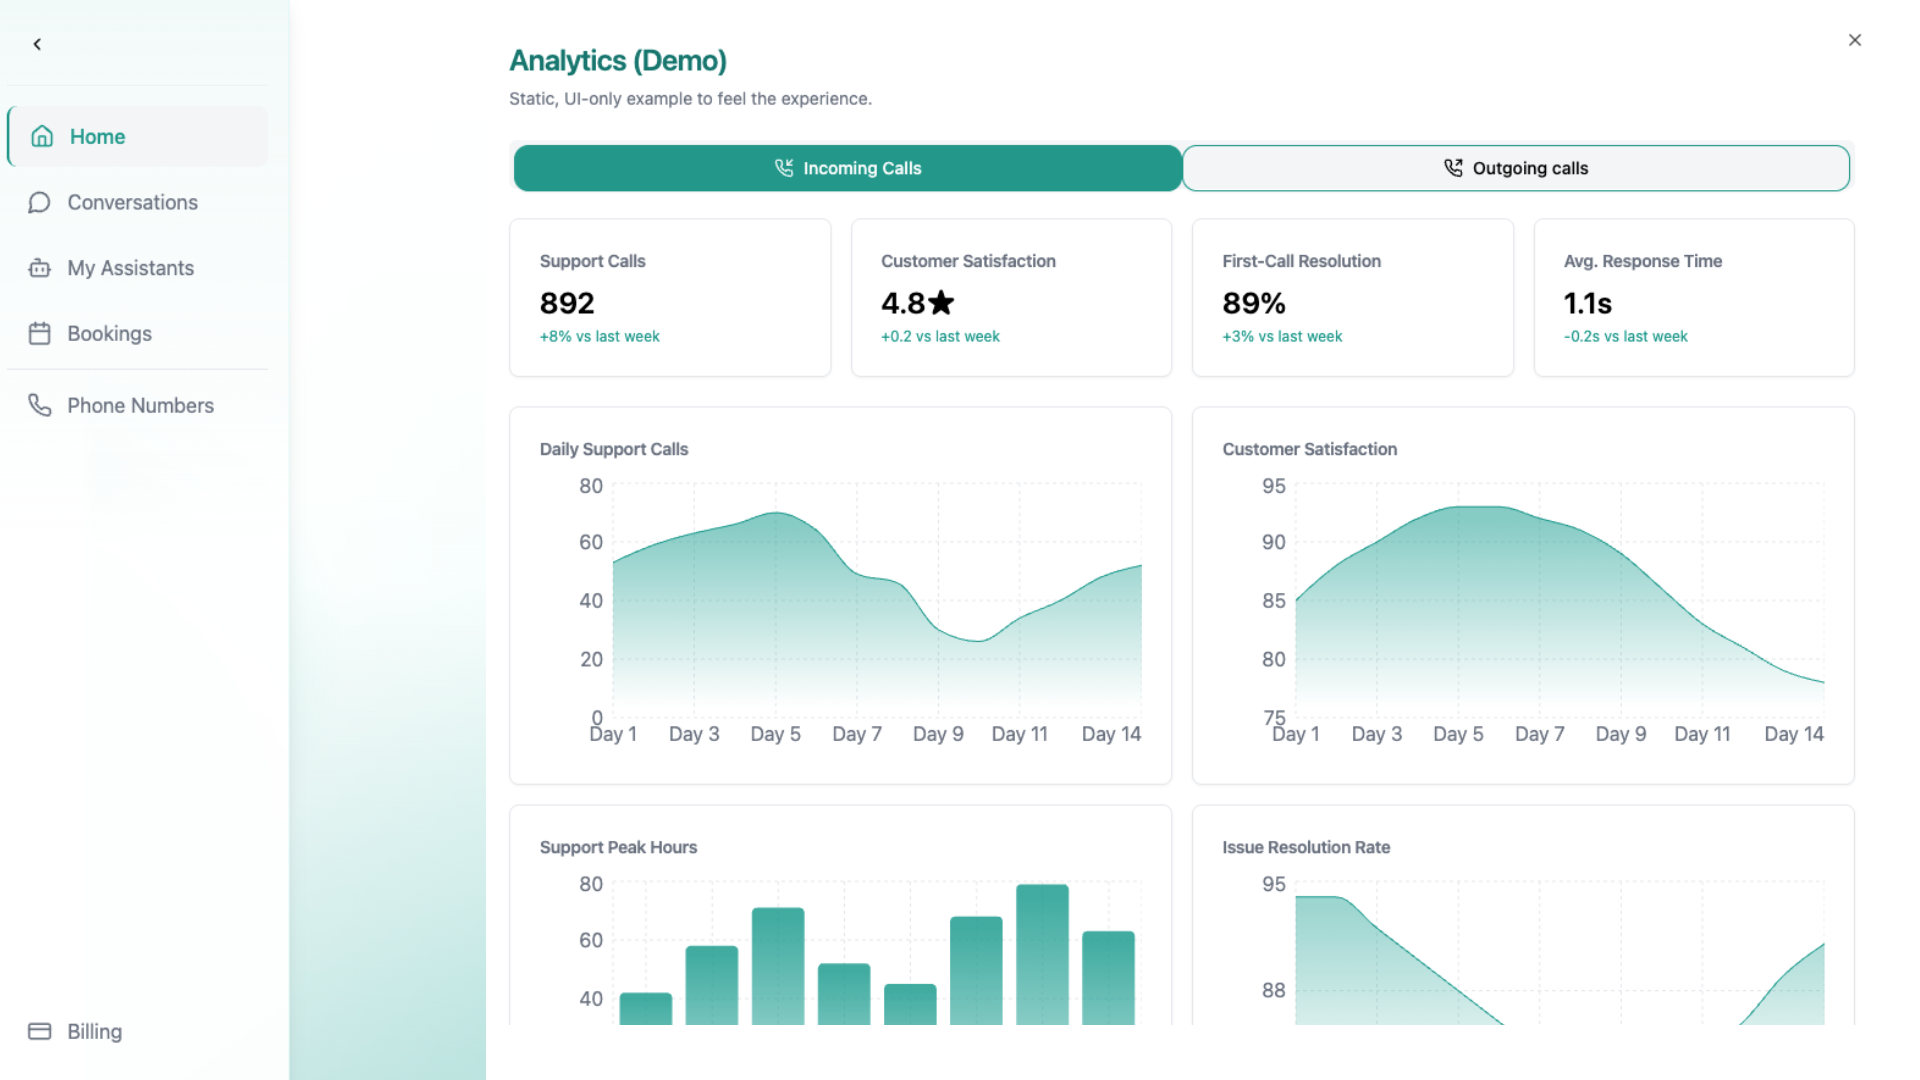 Home
Conversations
My Assistants
Bookings
Phone Numbers
Billing
Analytics (Demo)
Static, UI-only example to feel the experience.
Incoming Calls
Outgoing calls
Support Calls
892
+8% vs last week
Customer Satisfaction
4.8★
+0.2 vs last week
First-Call Resolution
89%
+3% vs last week
Avg. Response Time
1.1s
-0.2s vs last week
Daily Support Calls
80
60
40
20
0
Day 1 Day 3 Day 5 Day 7 Day 9 Day 11 Day 14
Customer Satisfaction
95
90
85
80
75
Day 1 Day 3 Day 5 Day 7 Day 9 Day 11 Day 14
Support Peak Hours
80
60
40
Issue Resolution Rate
95
88